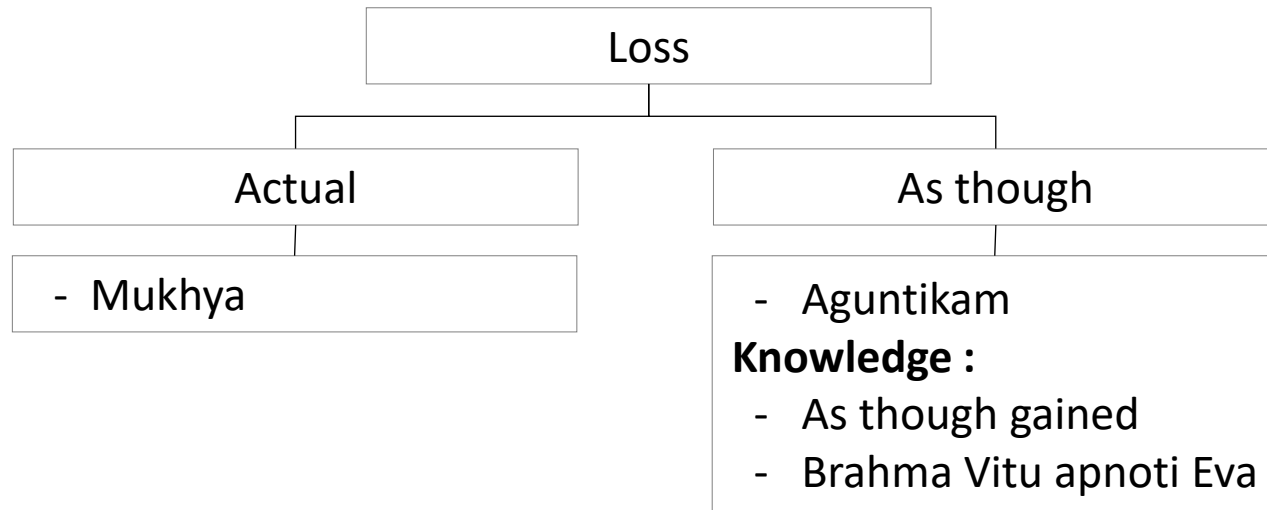 Loss
Actual
As though
- Mukhya
- Aguntikam
Knowledge :
- As though gained
- Brahma Vitu apnoti Eva